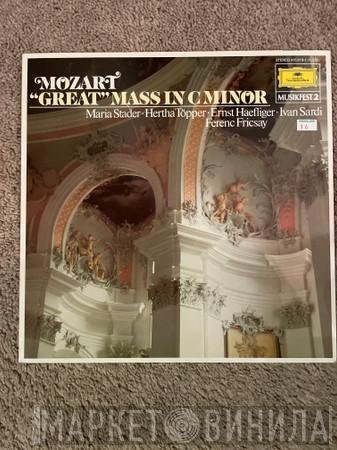 MOZART
"GREAT" MASS IN C MINOR
Maria Stader · Hertha Töpper · Ernst Haefliger · Ivan Sardi
Ferenc Fricsay
STEREO
MUSIKFEST 2
МАРКЕТ ВИНИЛА